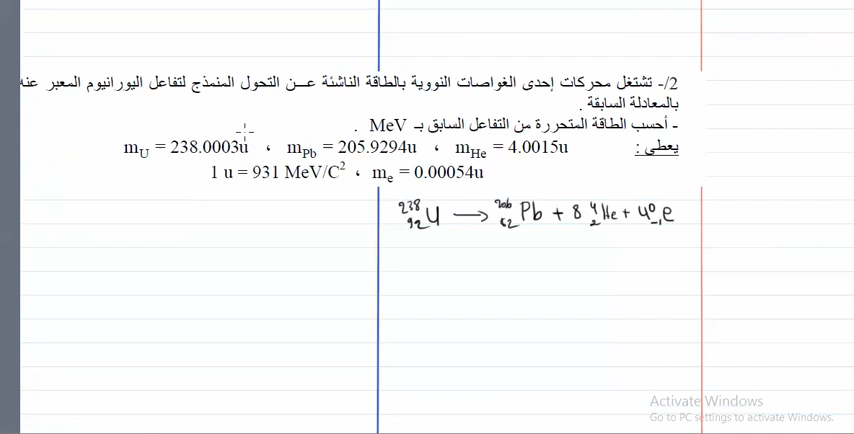 2/- تشتغل محركات إحدى الغواصات النووية بالطاقة الناشئة عـــن التحول المنمذج لتفاعل اليورانيوم المعبر عنه
بالمعادلة السابقة .
- أحسب الطاقة المتحررة من التفاعل السابق بـ MeV .
يعطى : m_He = 4.0015u ، m_Pb = 205.9294u ، m_U = 238.0003u
1 u = 931 MeV/C² ، m_e = 0.00054u
²³⁸₉₂U ⟶ ²⁰⁶₆₂Pb + 8 ⁴₂He + 4 ⁰₋₁e
Activate Windows
Go to PC settings to activate Windows.